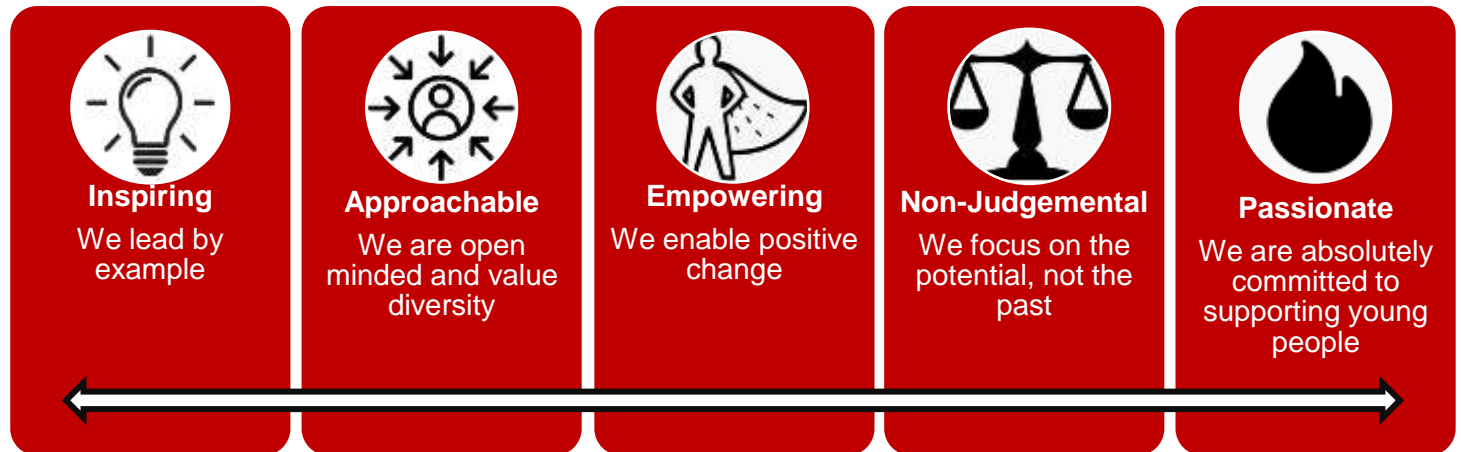 Inspiring
We lead by
example
Approachable
We are open
minded and value
diversity
Empowering
We enable positive
change
Non-Judgemental
We focus on the
potential, not the
past
Passionate
We are absolutely
committed to
supporting young
people